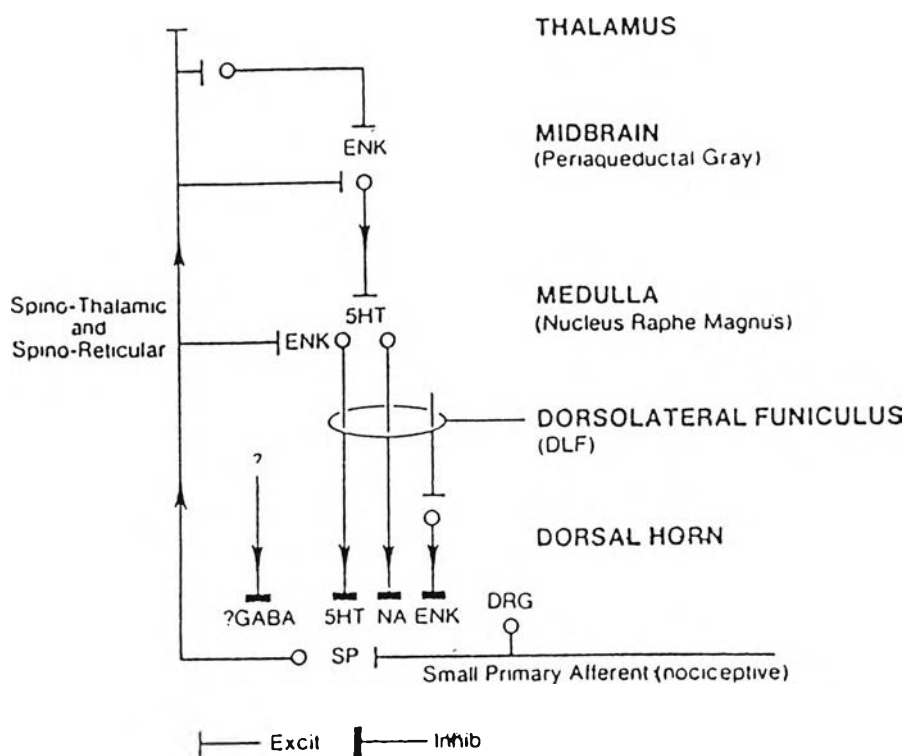 THALAMUS
ENK
MIDBRAIN
(Periaqueductal Gray)
Spino-Thalamic
and
Spino-Reticular
5HT
ENK
MEDULLA
(Nucleus Raphe Magnus)
DORSOLATERAL FUNICULUS
(DLF)
?
DORSAL HORN
?GABA 5HT NA ENK DRG
SP
Small Primary Afferent (nociceptive)
Excit Inhib